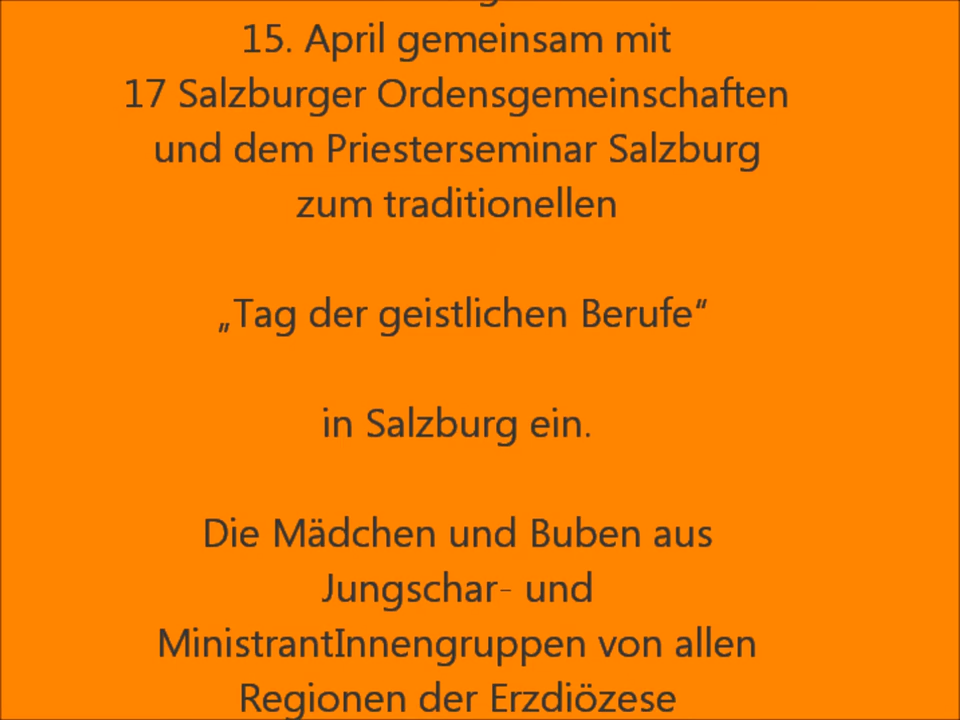 15. April gemeinsam mit
17 Salzburger Ordensgemeinschaften
und dem Priesterseminar Salzburg
zum traditionellen
„Tag der geistlichen Berufe“
in Salzburg ein.
Die Mädchen und Buben aus
Jungschar- und
MinistrantInnengruppen von allen
Regionen der Erzdiözese